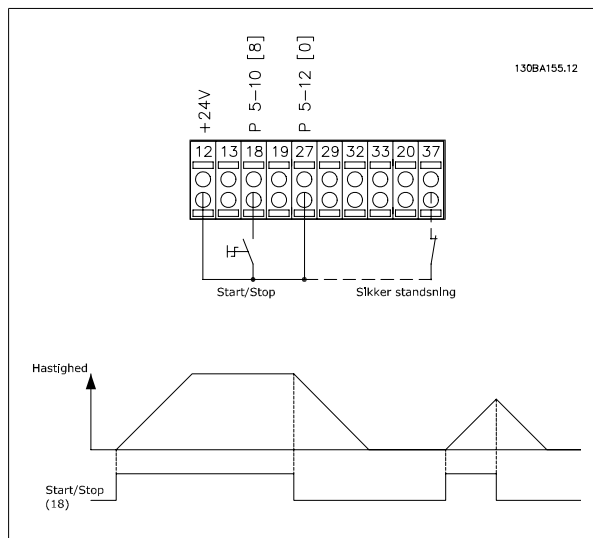 130BA155.12
+24V
P 5-10 [8]
P 5-12 [0]
12 13 18 19 27 29 32 33 20 37
Start/Stop
Sikker standsning
Hastighed
Start/Stop
(18)